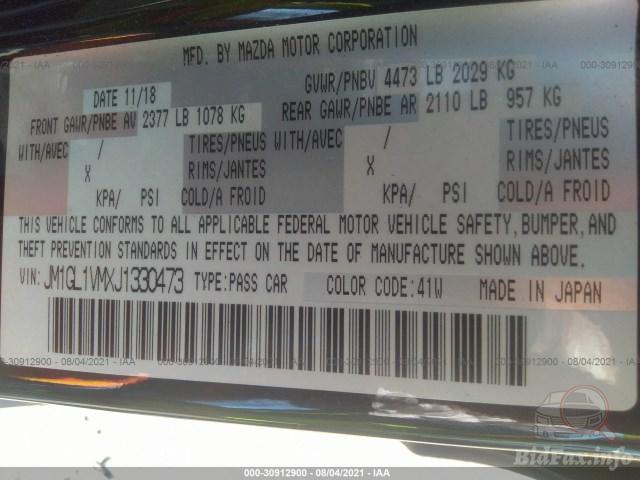 MFD. BY MAZDA MOTOR CORPORATION
DATE 11/18 GVWR/PNBV 4473 LB 2029 KG
FRONT GAWR/PNBE AV 2377 LB 1078 KG REAR GAWR/PNBE AR 2110 LB 957 KG
WITH/AVEC / TIRES/PNEUS WITH/AVEC / TIRES/PNEUS
X RIMS/JANTES X RIMS/JANTES
KPA/ PSI COLD/A FROID KPA/ PSI COLD/A FROID
THIS VEHICLE CONFORMS TO ALL APPLICABLE FEDERAL MOTOR VEHICLE SAFETY, BUMPER, AND
THEFT PREVENTION STANDARDS IN EFFECT ON THE DATE OF MANUFACTURE SHOWN ABOVE.
VIN: JM1GL1VMXJ1330473 TYPE:PASS CAR COLOR CODE:41W MADE IN JAPAN
000-30912900 - 08/04/2021 - IAA
BidFax.info